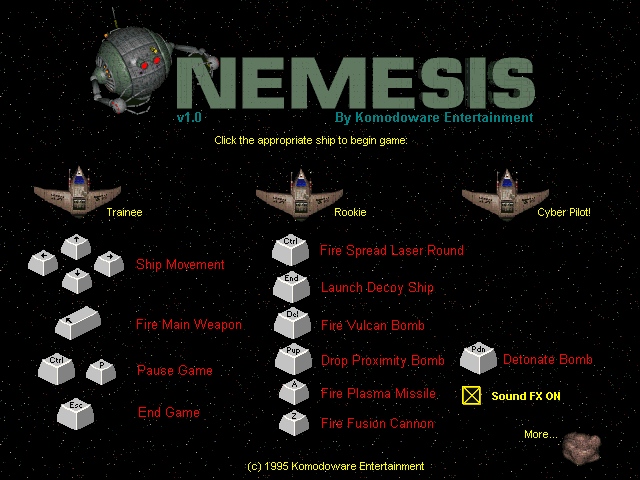 NEMESIS
v1.0
By Komodoware Entertainment
Click the appropriate ship to begin game:
Trainee
Rookie
Cyber Pilot!
Ship Movement
Fire Main Weapon
Ctrl
P
Pause Game
Esc
End Game
Ctrl
Fire Spread Laser Round
End
Launch Decoy Ship
Del
Fire Vulcan Bomb
Pup
Drop Proximity Bomb
Pdn
Detonate Bomb
A
Fire Plasma Missile
Z
Fire Fusion Cannon
Sound FX ON
More...
(c) 1995 Komodoware Entertainment